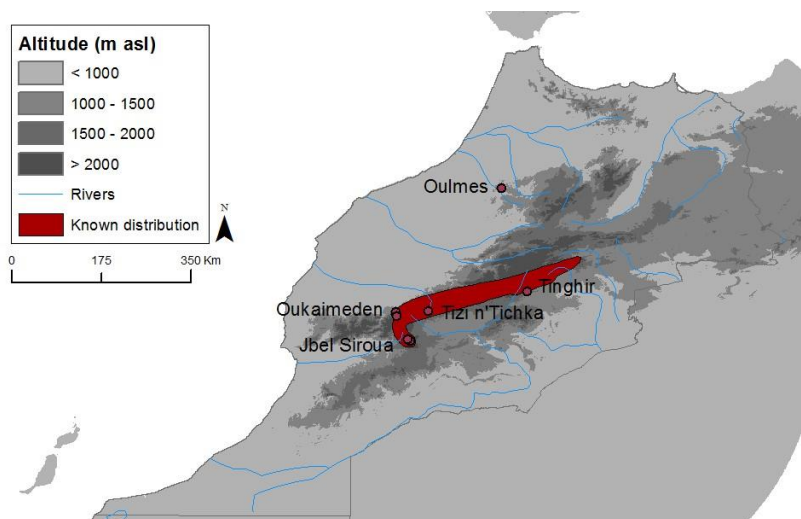 Altitude (m asl)
< 1000
1000 - 1500
1500 - 2000
> 2000
Rivers
Known distribution
N
0 175 350 Km
Oulmes
Tinghir
Oukaimeden
Tizi n'Tichka
Jbel Siroua